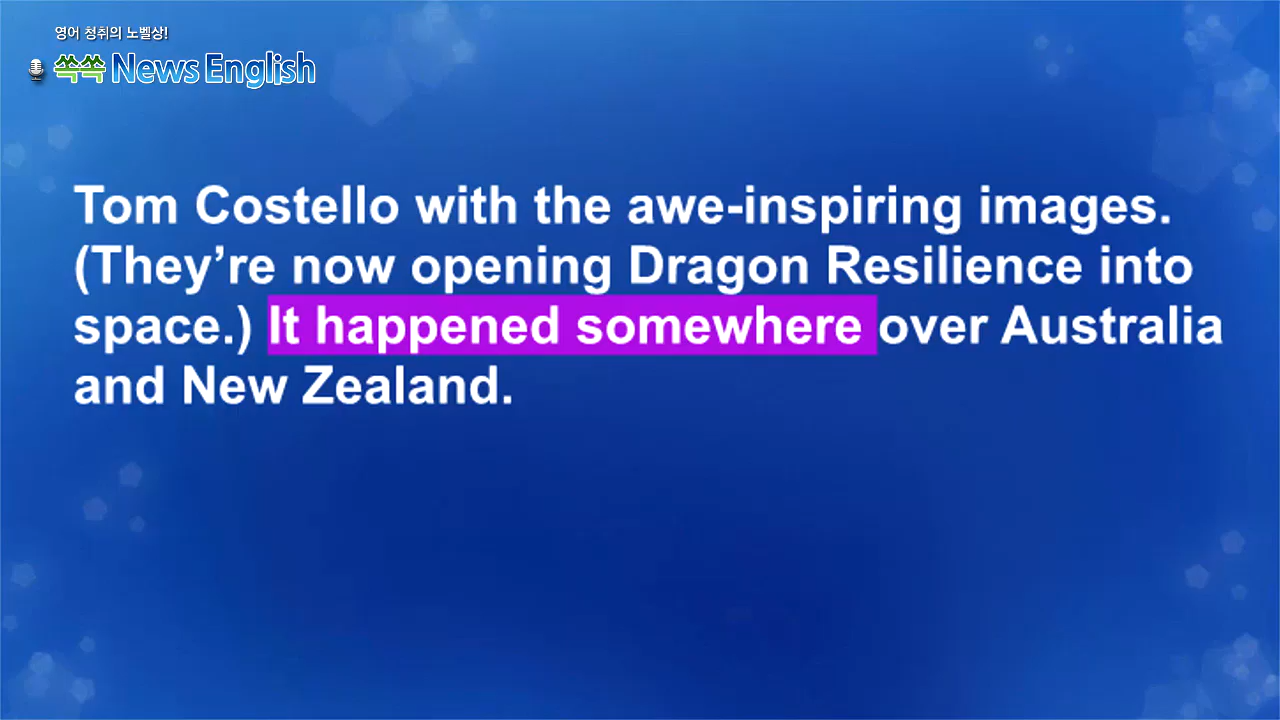 영어 청취의 노벨상!
쏙쏙 News English
Tom Costello with the awe-inspiring images.
(They’re now opening Dragon Resilience into
space.) It happened somewhere over Australia
and New Zealand.